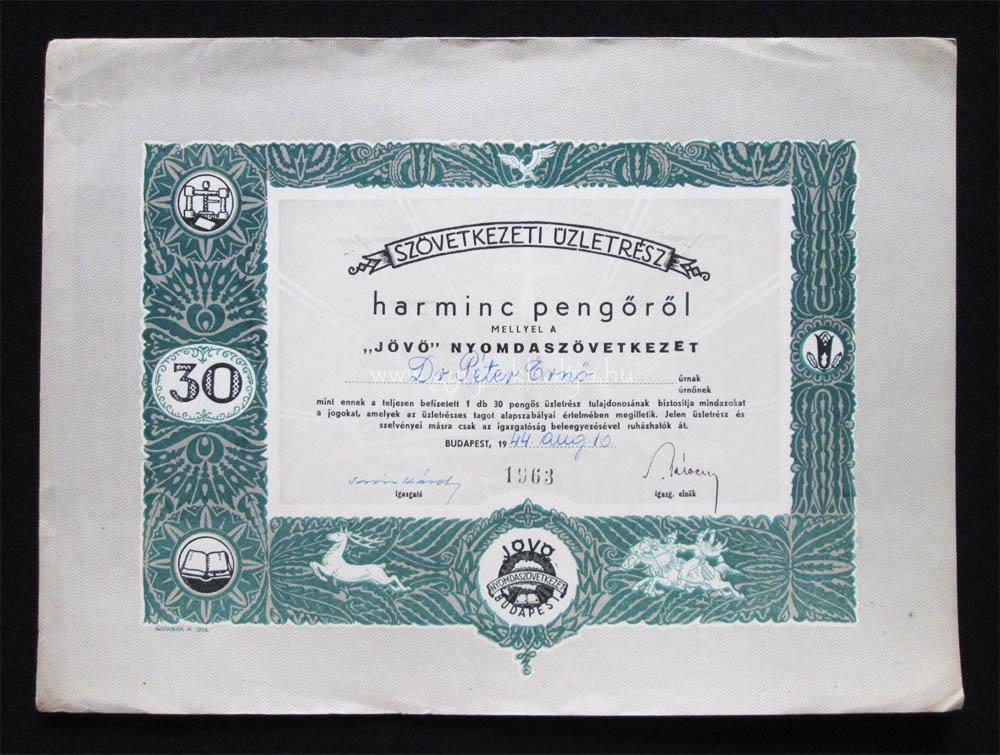 SZÖVETKEZETI ÜZLETRÉSZ
harminc pengőről
MELLYEL A
„JÖVŐ” NYOMDASZÖVETKEZET
Dr Péter Ernő úrnak
úrnőnek
mint ennek a teljesen befizetett 1 db 30 pengős üzletrész tulajdonosának biztosítja mindazokat
a jogokat, amelyek az üzletrészes tagot alapszabályai értelmében megilletik. Jelen üzletrész és
szelvényei másra csak az igazgatóság beleegyezésével ruházhatók át.
BUDAPEST, 1944. aug 10
1963
igazgató
igazg. elnök
30
JÖVŐ
NYOMDASZÖVETKEZET
BUDAPEST